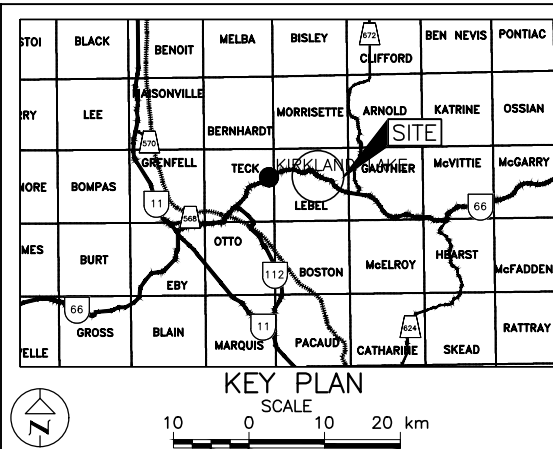 STOI BLACK BENOIT MELBA BISLEY 672 CLIFFORD BEN NEVIS PONTIAC
RRY LEE MAISONVILLE BERNHARDT MORRISETTE ARNOLD KATRINE OSSIAN
SITE
570 GRENFELL TECK KIRKLAND LAKE GAUTHIER McVITTIE McGARRY
MORE BOMPAS 11 568 LEBEL 66
MES BURT EBY OTTO 112 BOSTON McELROY HEARST McFADDEN
66 GROSS BLAIN 11 MARQUIS PACAUD 624 CATHARINE SKEAD RATTRAY
VELLE
KEY PLAN
SCALE
N
10 0 10 20 km